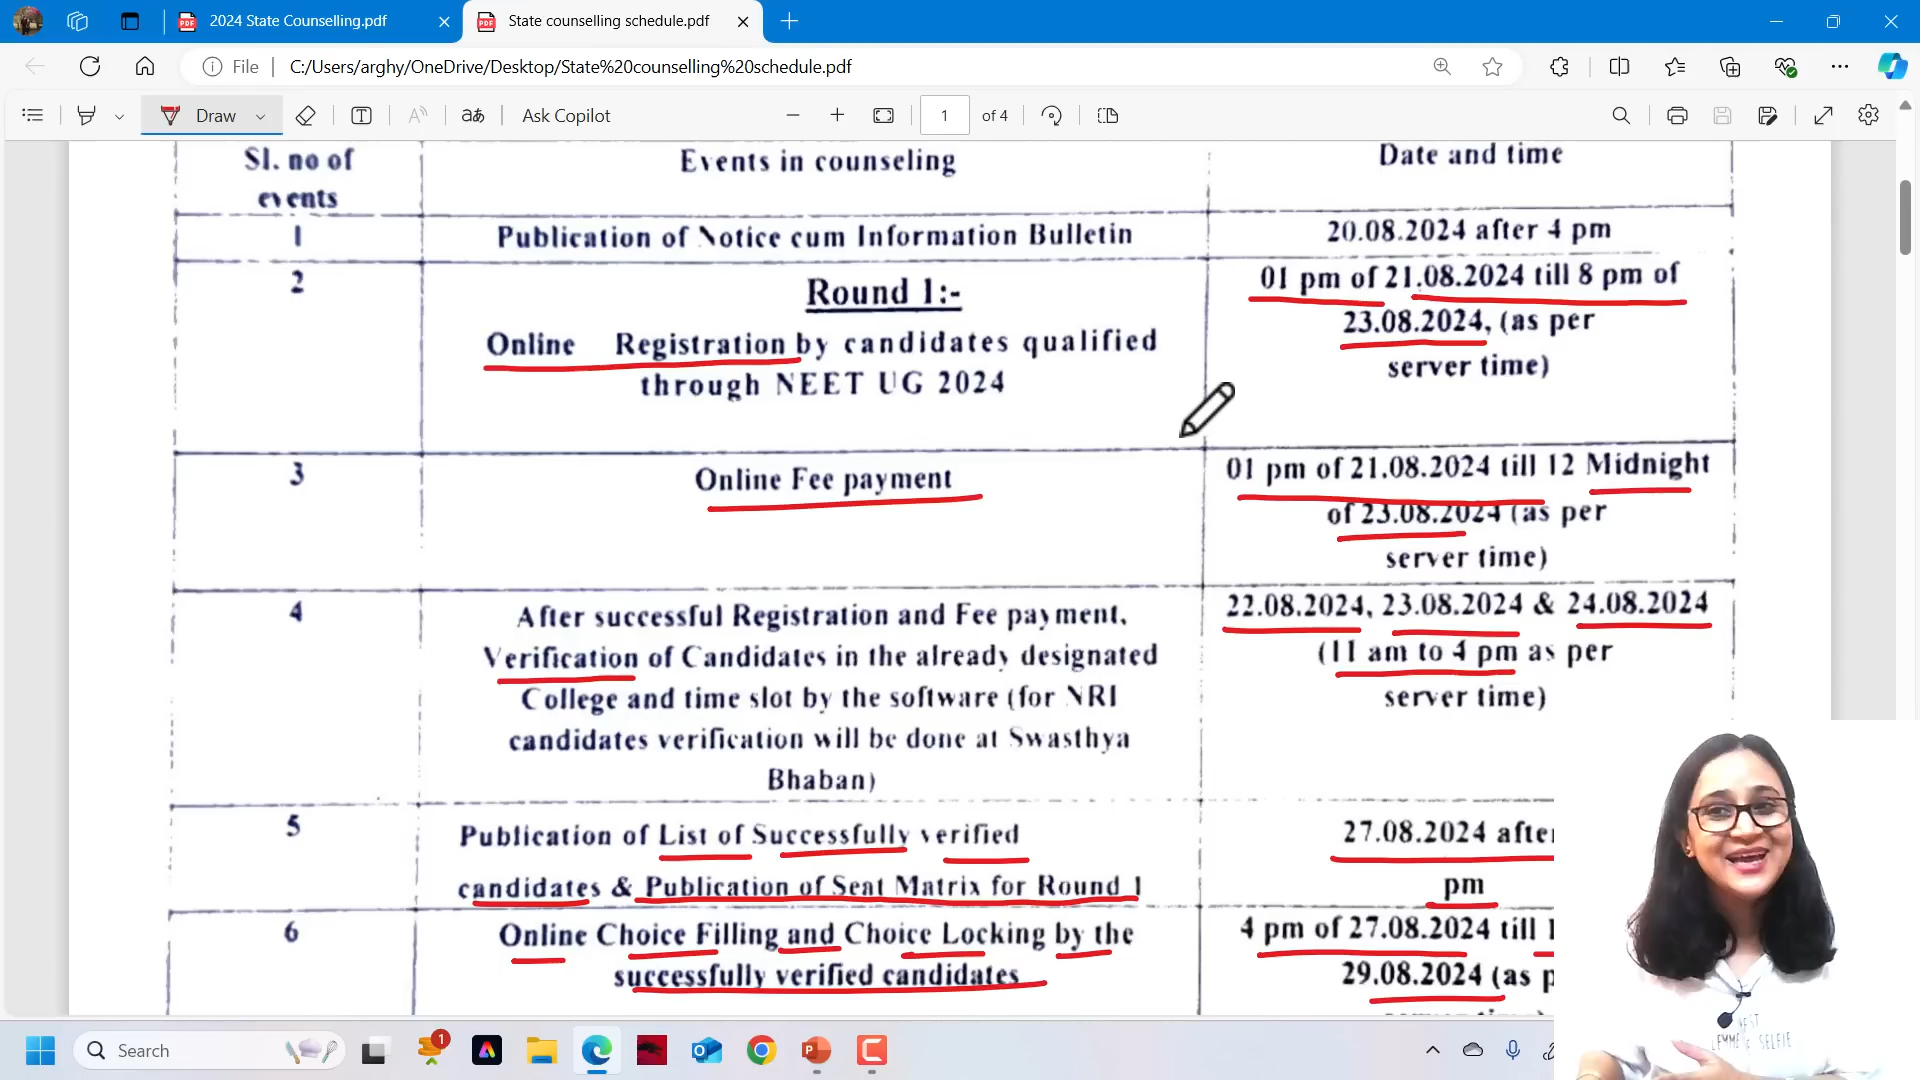 2024 State Counselling.pdf
State counselling schedule.pdf
File
C:/Users/arghy/OneDrive/Desktop/State%20counselling%20schedule.pdf
Draw
Ask Copilot
1 of 4
Sl. no of
events
Events in counseling
Date and time
1
Publication of Notice cum Information Bulletin
20.08.2024 after 4 pm
2
Round 1:-
Online Registration by candidates qualified
through NEET UG 2024
01 pm of 21.08.2024 till 8 pm of
23.08.2024, (as per
server time)
3
Online Fee payment
01 pm of 21.08.2024 till 12 Midnight
of 23.08.2024 (as per
server time)
4
After successful Registration and Fee payment,
Verification of Candidates in the already designated
College and time slot by the software (for NRI
candidates verification will be done at Swasthya
Bhaban)
22.08.2024, 23.08.2024 & 24.08.2024
(11 am to 4 pm as per
server time)
5
Publication of List of Successfully verified
candidates & Publication of Seat Matrix for Round 1
27.08.2024 after
pm
6
Online Choice Filling and Choice Locking by the
successfully verified candidates
4 pm of 27.08.2024 till
29.08.2024 (as
Search
1